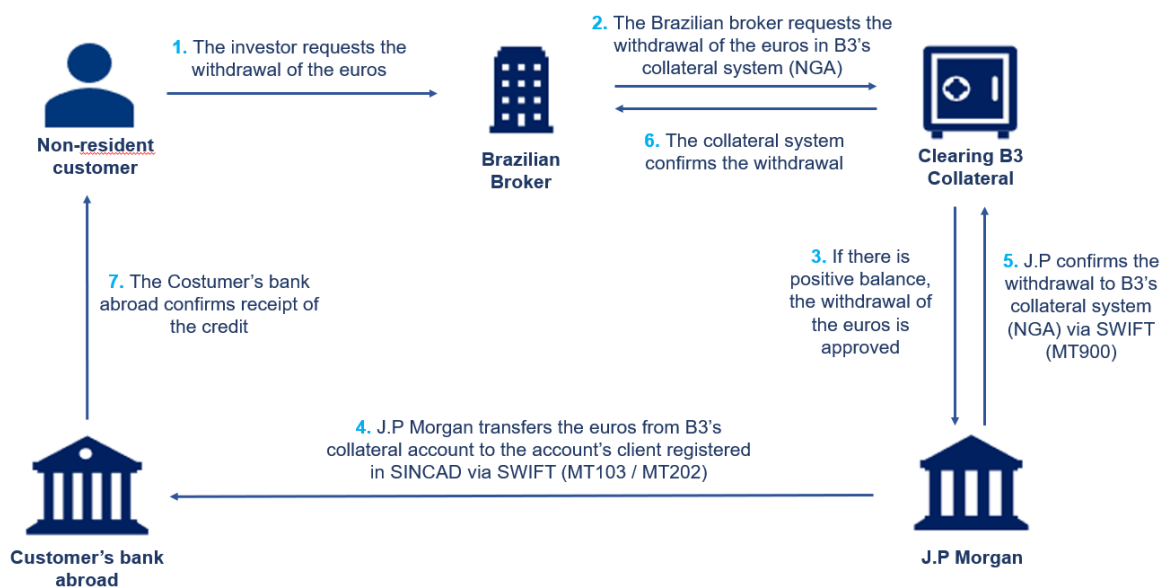 1. The investor requests the
withdrawal of the euros
2. The Brazilian broker requests the
withdrawal of the euros in B3's
collateral system (NGA)
6. The collateral system
confirms the withdrawal
Non-resident
customer
Brazilian
Broker
Clearing B3
Collateral
7. The Costumer's bank
abroad confirms receipt of
the credit
3. If there is
positive balance,
the withdrawal of
the euros is
approved
5. J.P confirms the
withdrawal to B3's
collateral system
(NGA) via SWIFT
(MT900)
4. J.P Morgan transfers the euros from B3's
collateral account to the account's client registered
in SINCAD via SWIFT (MT103 / MT202)
Customer's bank
abroad
J.P Morgan